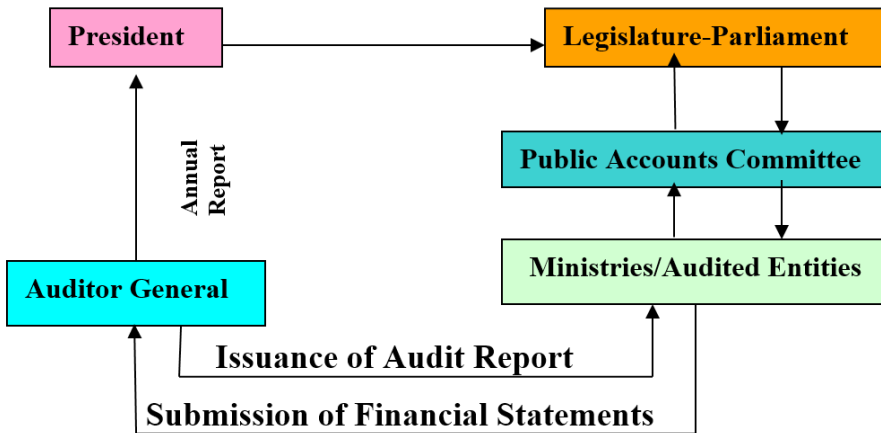 President
Legislature-Parliament
Annual
Report
Public Accounts Committee
Auditor General
Ministries/Audited Entities
Issuance of Audit Report
Submission of Financial Statements